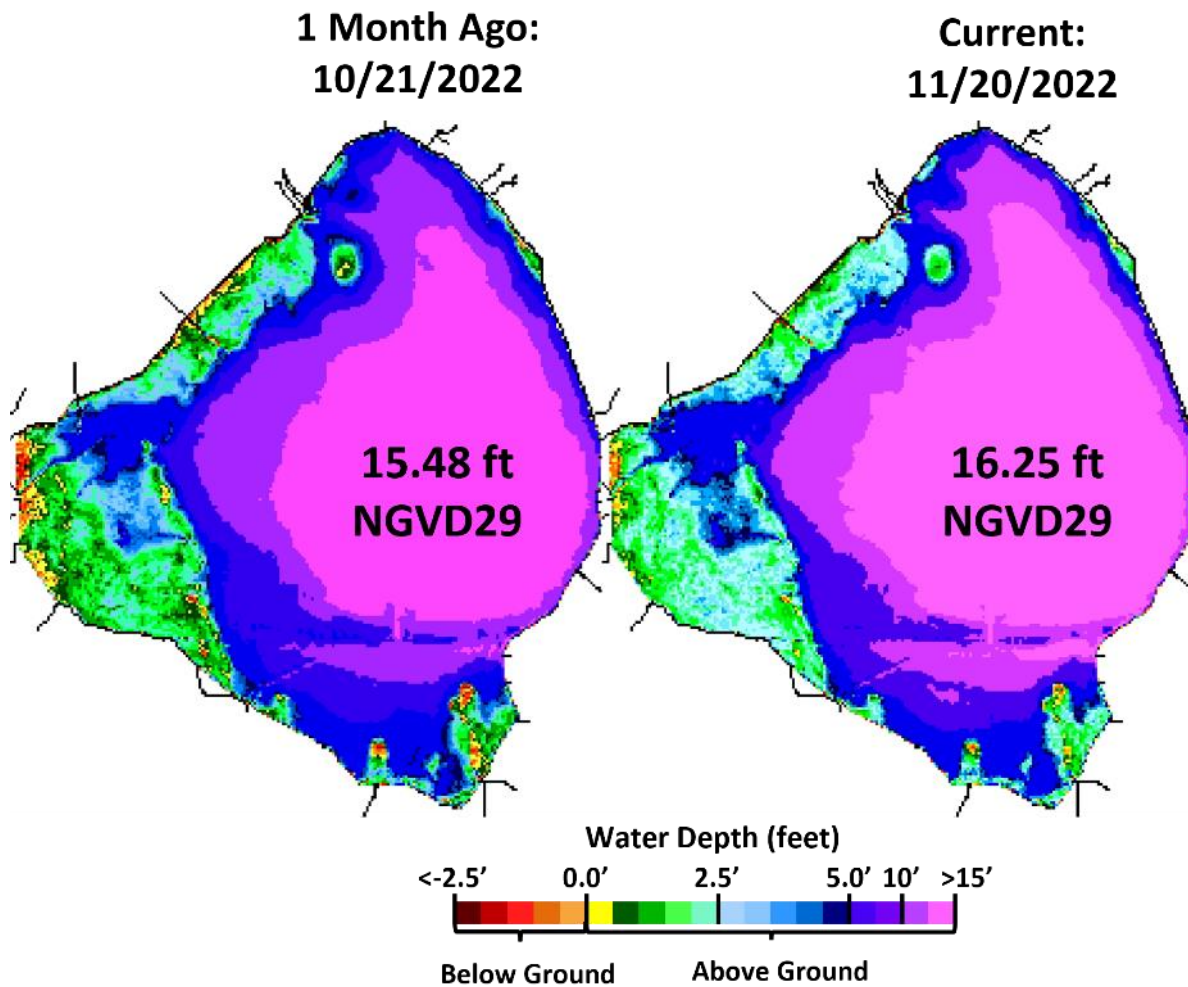 1 Month Ago:
10/21/2022
Current:
11/20/2022
15.48 ft
NGVD29
16.25 ft
NGVD29
Water Depth (feet)
<-2.5’ 0.0’ 2.5’ 5.0’ 10’ >15’
Below Ground Above Ground